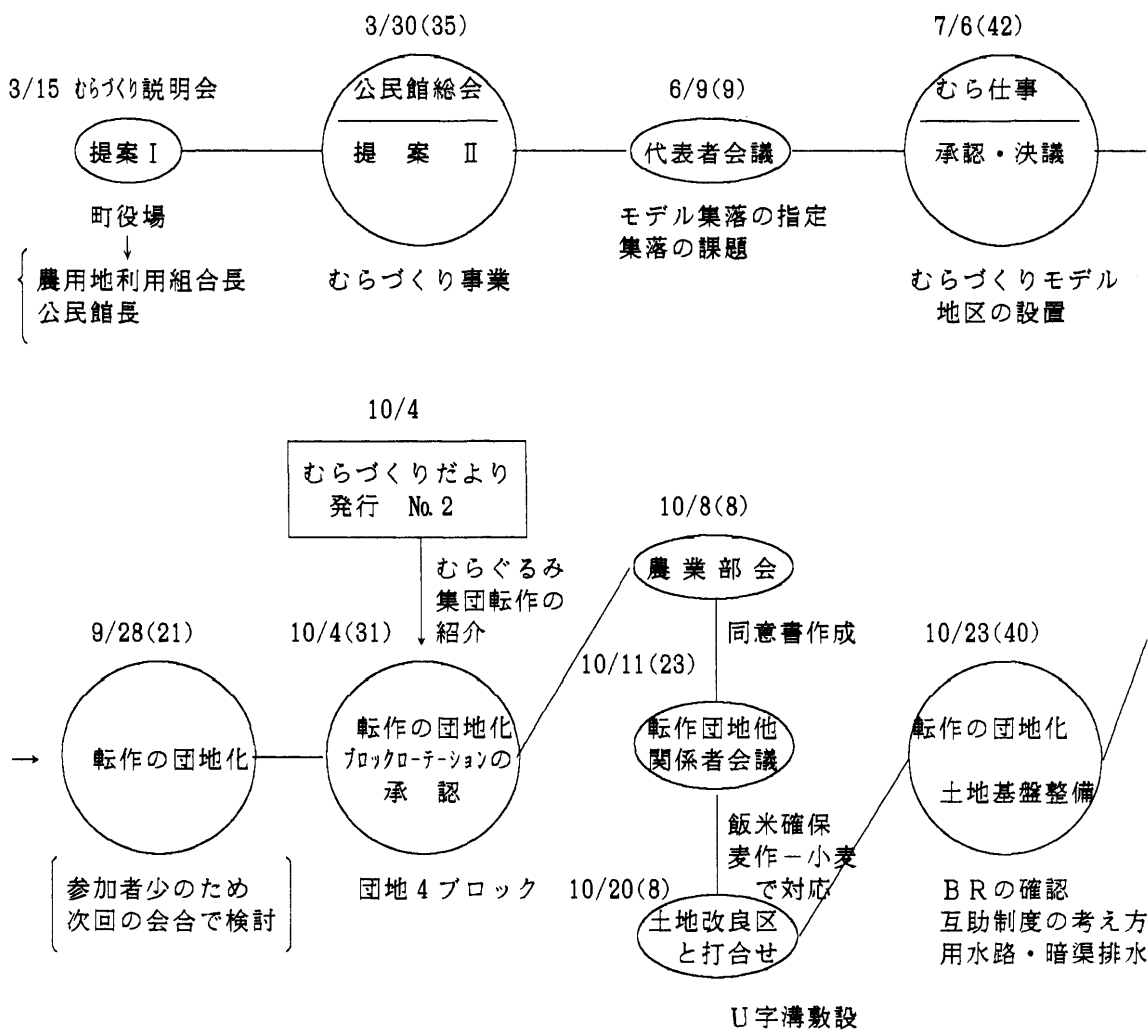 3/15 むらづくり説明会
提案Ⅰ
町役場
↓
農用地利用組合長
公民館長
3/30(35)
公民館総会
提 案 Ⅱ
むらづくり事業
6/9(9)
代表者会議
モデル集落の指定
集落の課題
7/6(42)
むら仕事
承認・決議
むらづくりモデル
地区の設置
→
9/28(21)
転作の団地化
参加者少のため
次回の会合で検討
10/4
むらづくりだより
発行 No.2
むらぐるみ
集団転作の
紹介
10/4(31)
転作の団地化
ブロックローテーションの
承 認
団地4ブロック
10/8(8)
農業部会
同意書作成
10/11(23)
転作団地他
関係者会議
飯米確保
麦作－小麦
で対応
10/20(8)
土地改良区
と打合せ
U字溝敷設
10/23(40)
転作の団地化
土地基盤整備
BRの確認
互助制度の考え方
用水路・暗渠排水